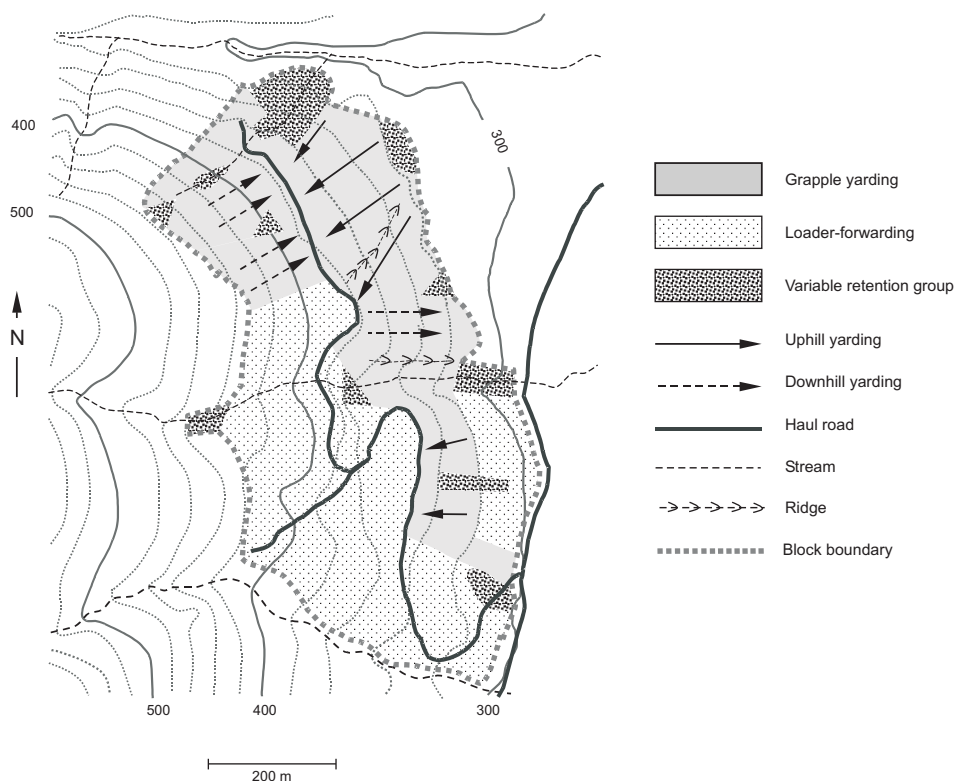 400
500
N
300
Grapple yarding
Loader-forwarding
Variable retention group
Uphill yarding
Downhill yarding
Haul road
Stream
Ridge
Block boundary
500
400
300
200 m